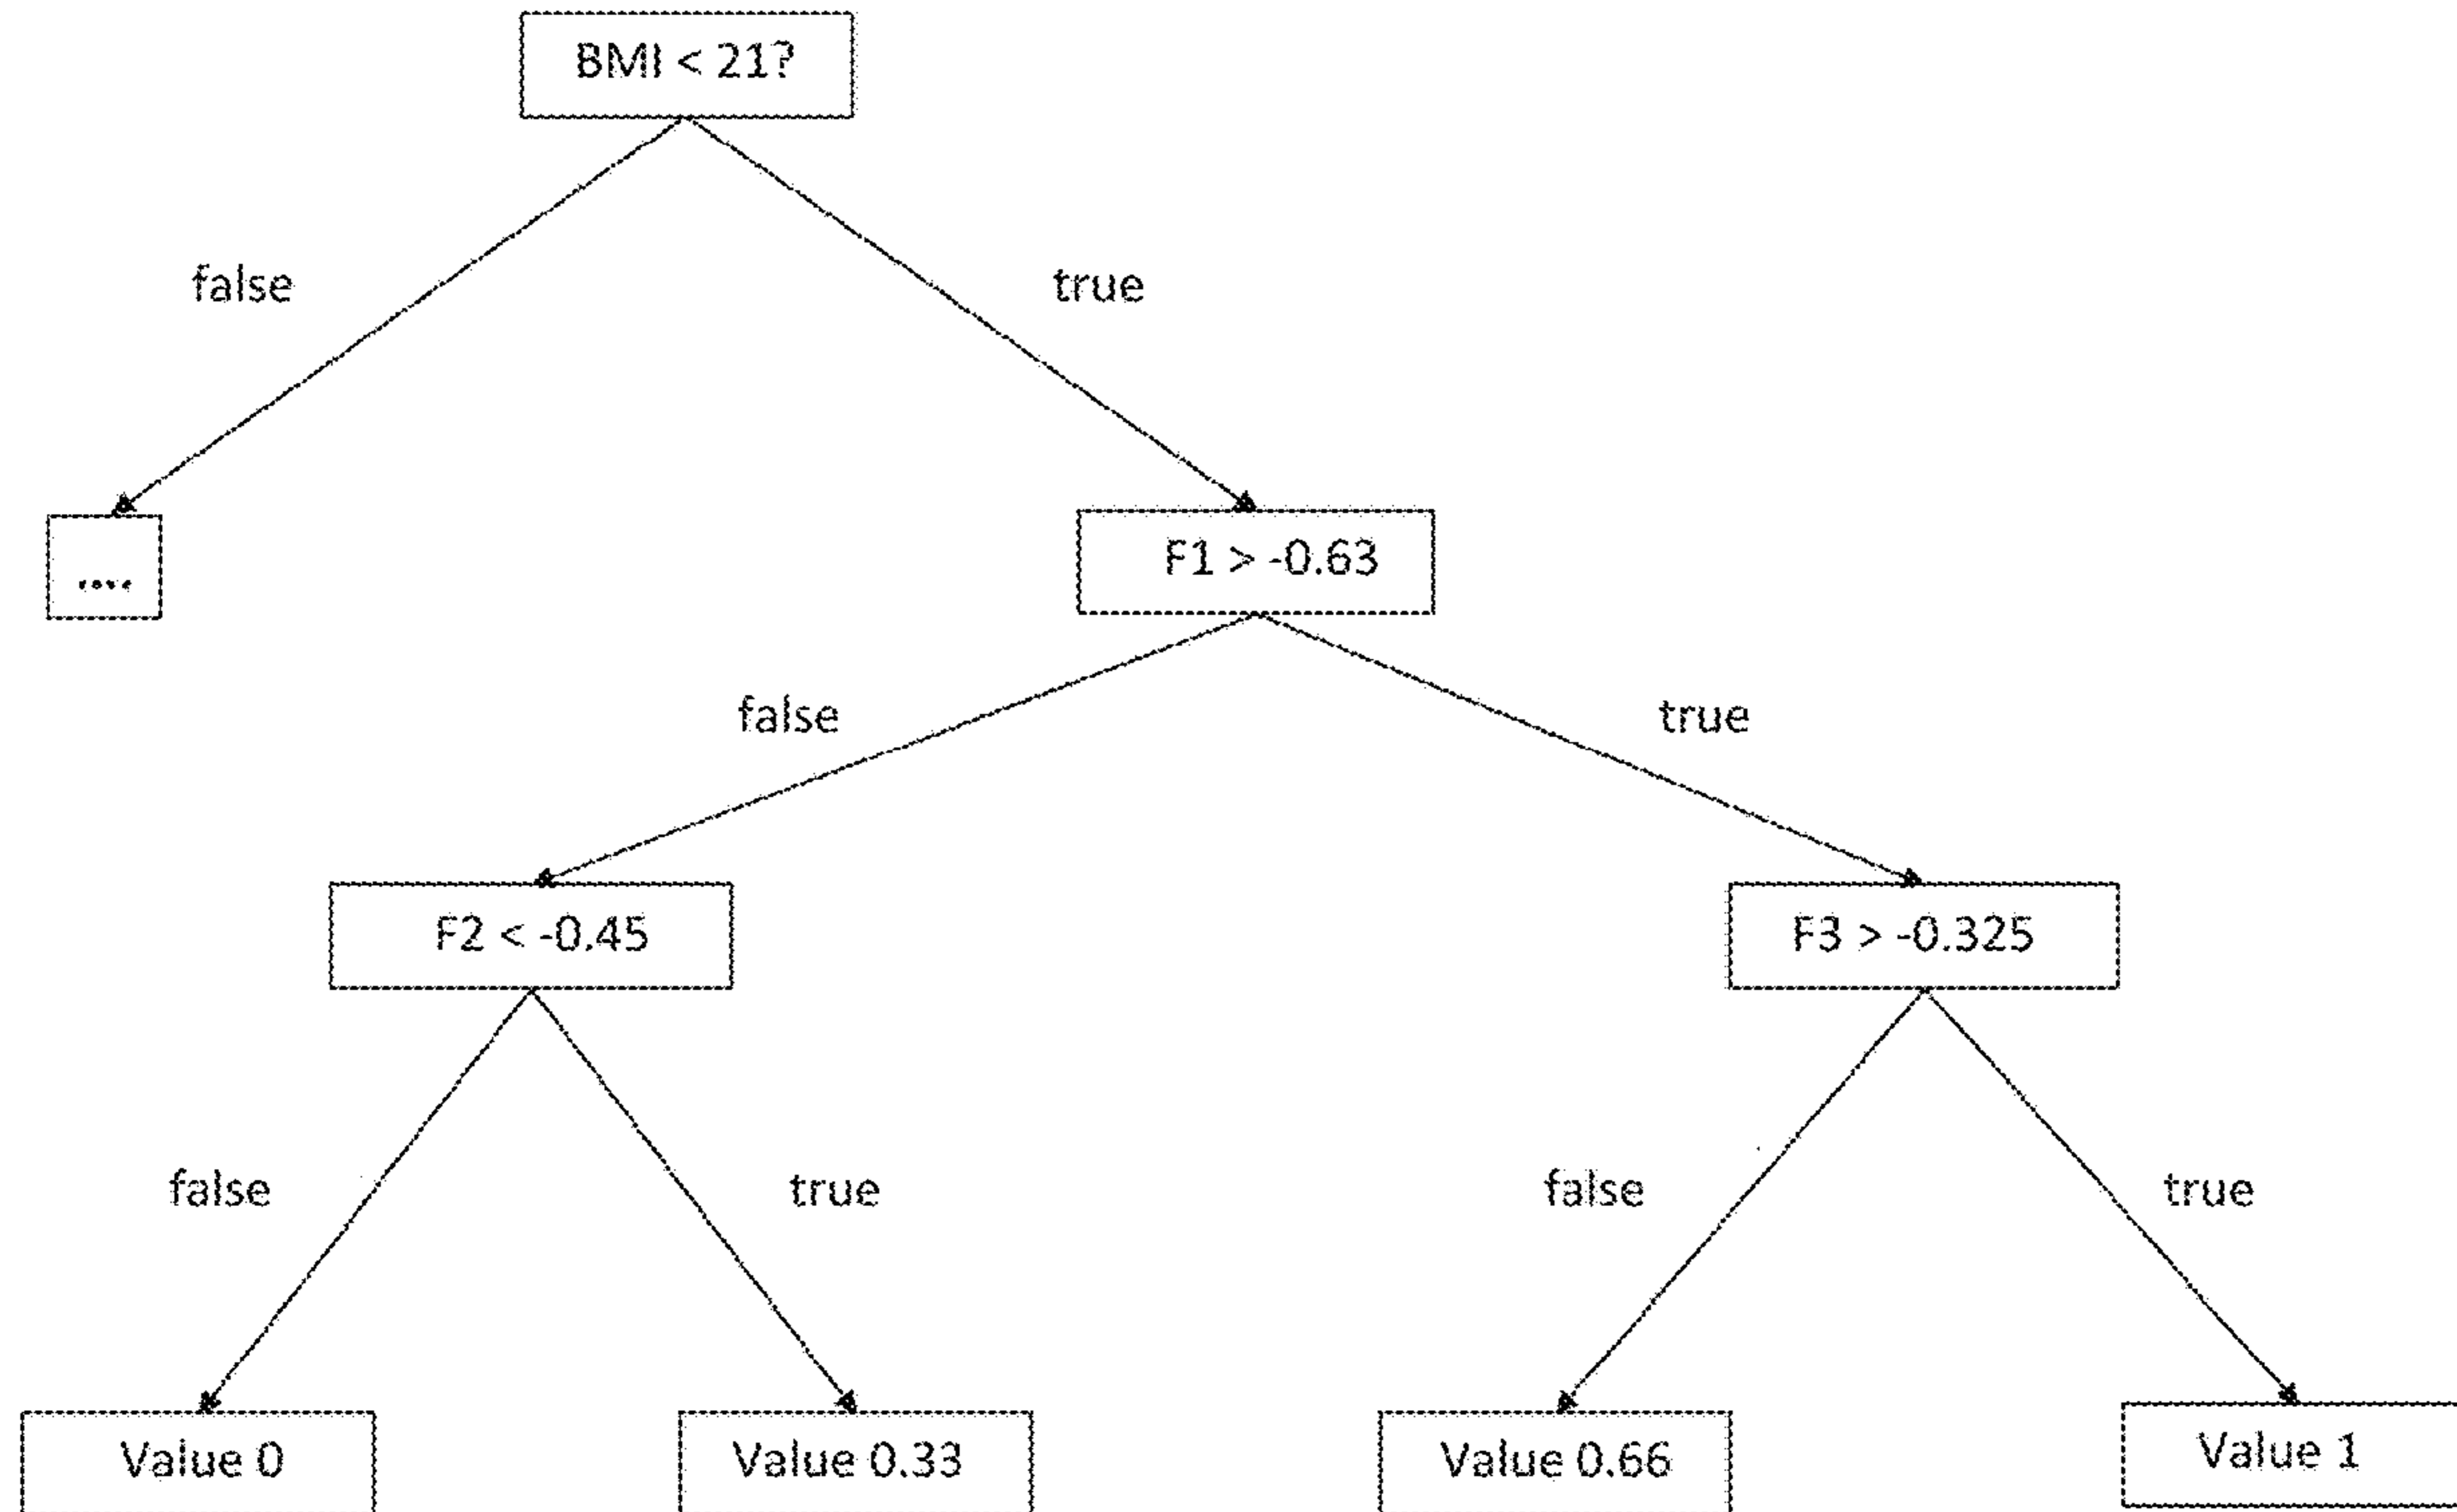 BMI < 21?
false
true
....
F1 > -0.63
false
true
F2 < -0.45
F3 > -0.325
false
true
false
true
Value 0
Value 0.33
Value 0.66
Value 1